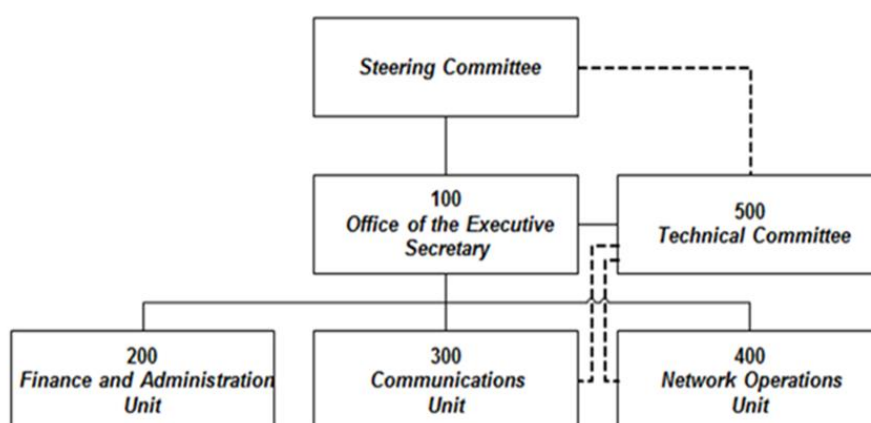 Steering Committee
100
Office of the Executive
Secretary
500
Technical Committee
200
Finance and Administration
Unit
300
Communications
Unit
400
Network Operations
Unit